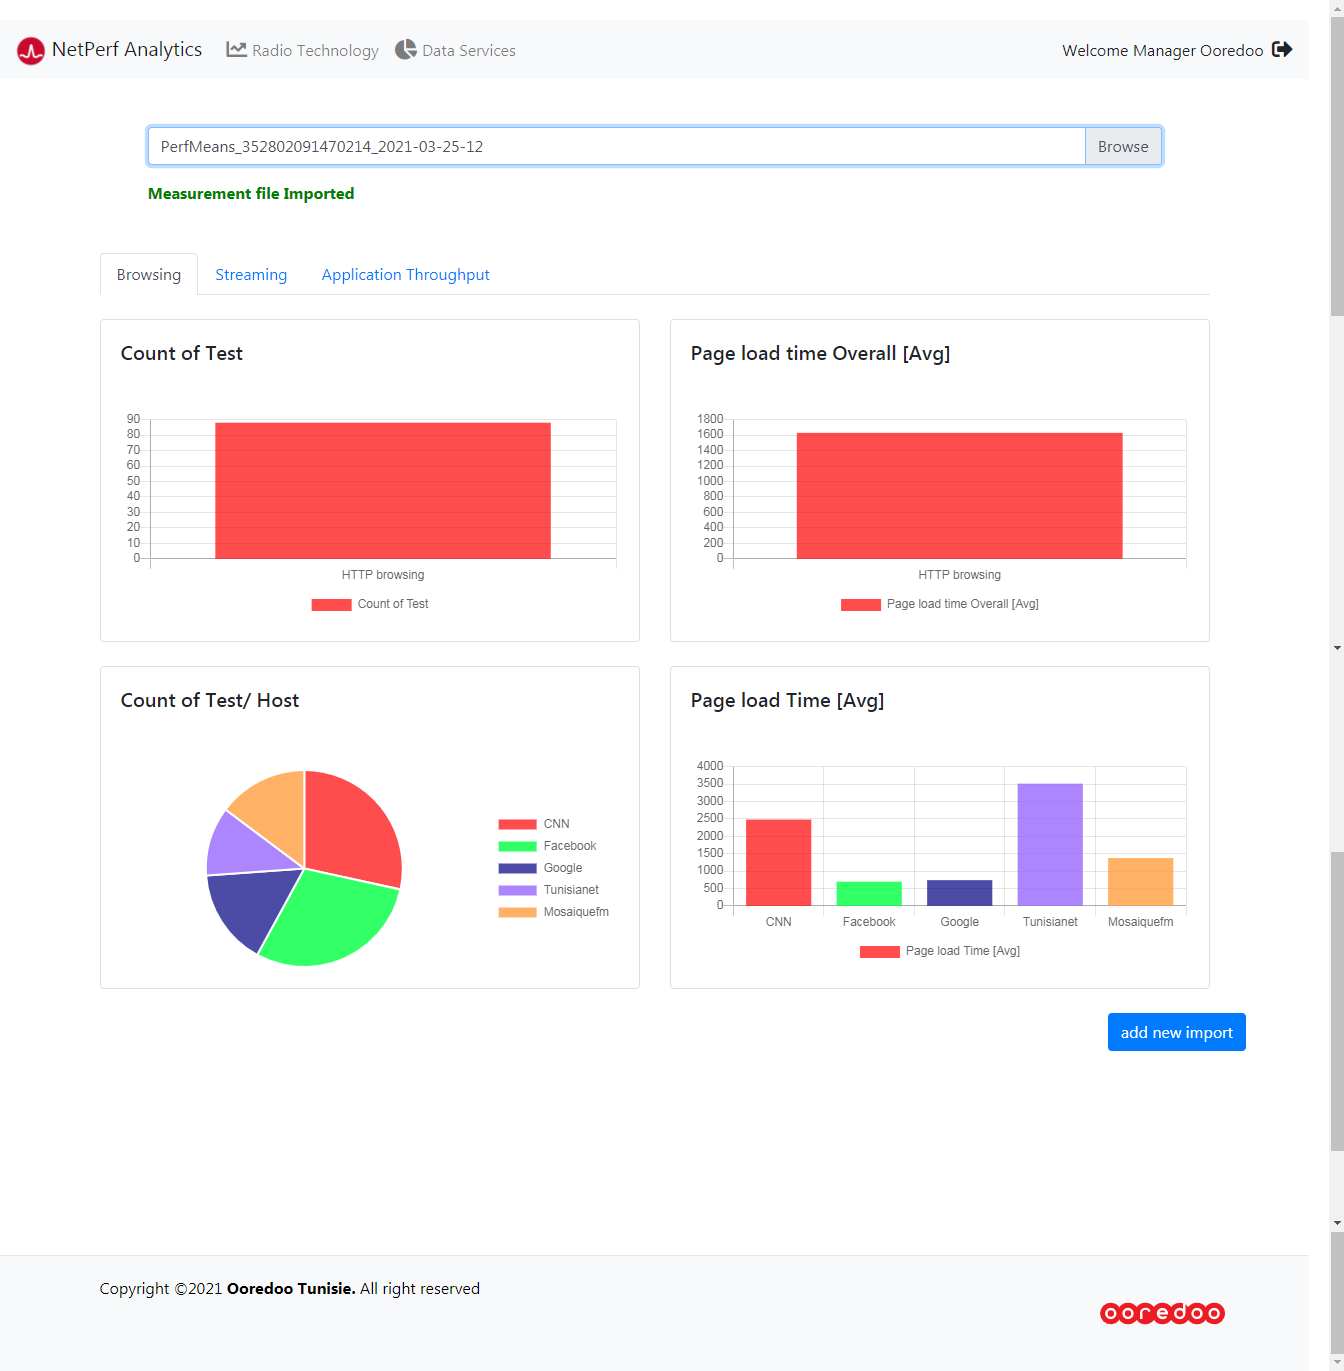 NetPerf Analytics Radio Technology Data Services Welcome Manager Ooredoo
PerfMeans_352802091470214_2021-03-25-12 Browse
Measurement file Imported
Browsing Streaming Application Throughput
Count of Test
90
80
70
60
50
40
30
20
10
0
HTTP browsing
Count of Test
Page load time Overall [Avg]
1800
1600
1400
1200
1000
800
600
400
200
0
HTTP browsing
Page load time Overall [Avg]
Count of Test/ Host
CNN
Facebook
Google
Tunisianet
Mosaiquefm
Page load Time [Avg]
4000
3500
3000
2500
2000
1500
1000
500
0
CNN Facebook Google Tunisianet Mosaiquefm
Page load Time [Avg]
add new import
Copyright ©2021 Ooredoo Tunisie. All right reserved
ooredoo